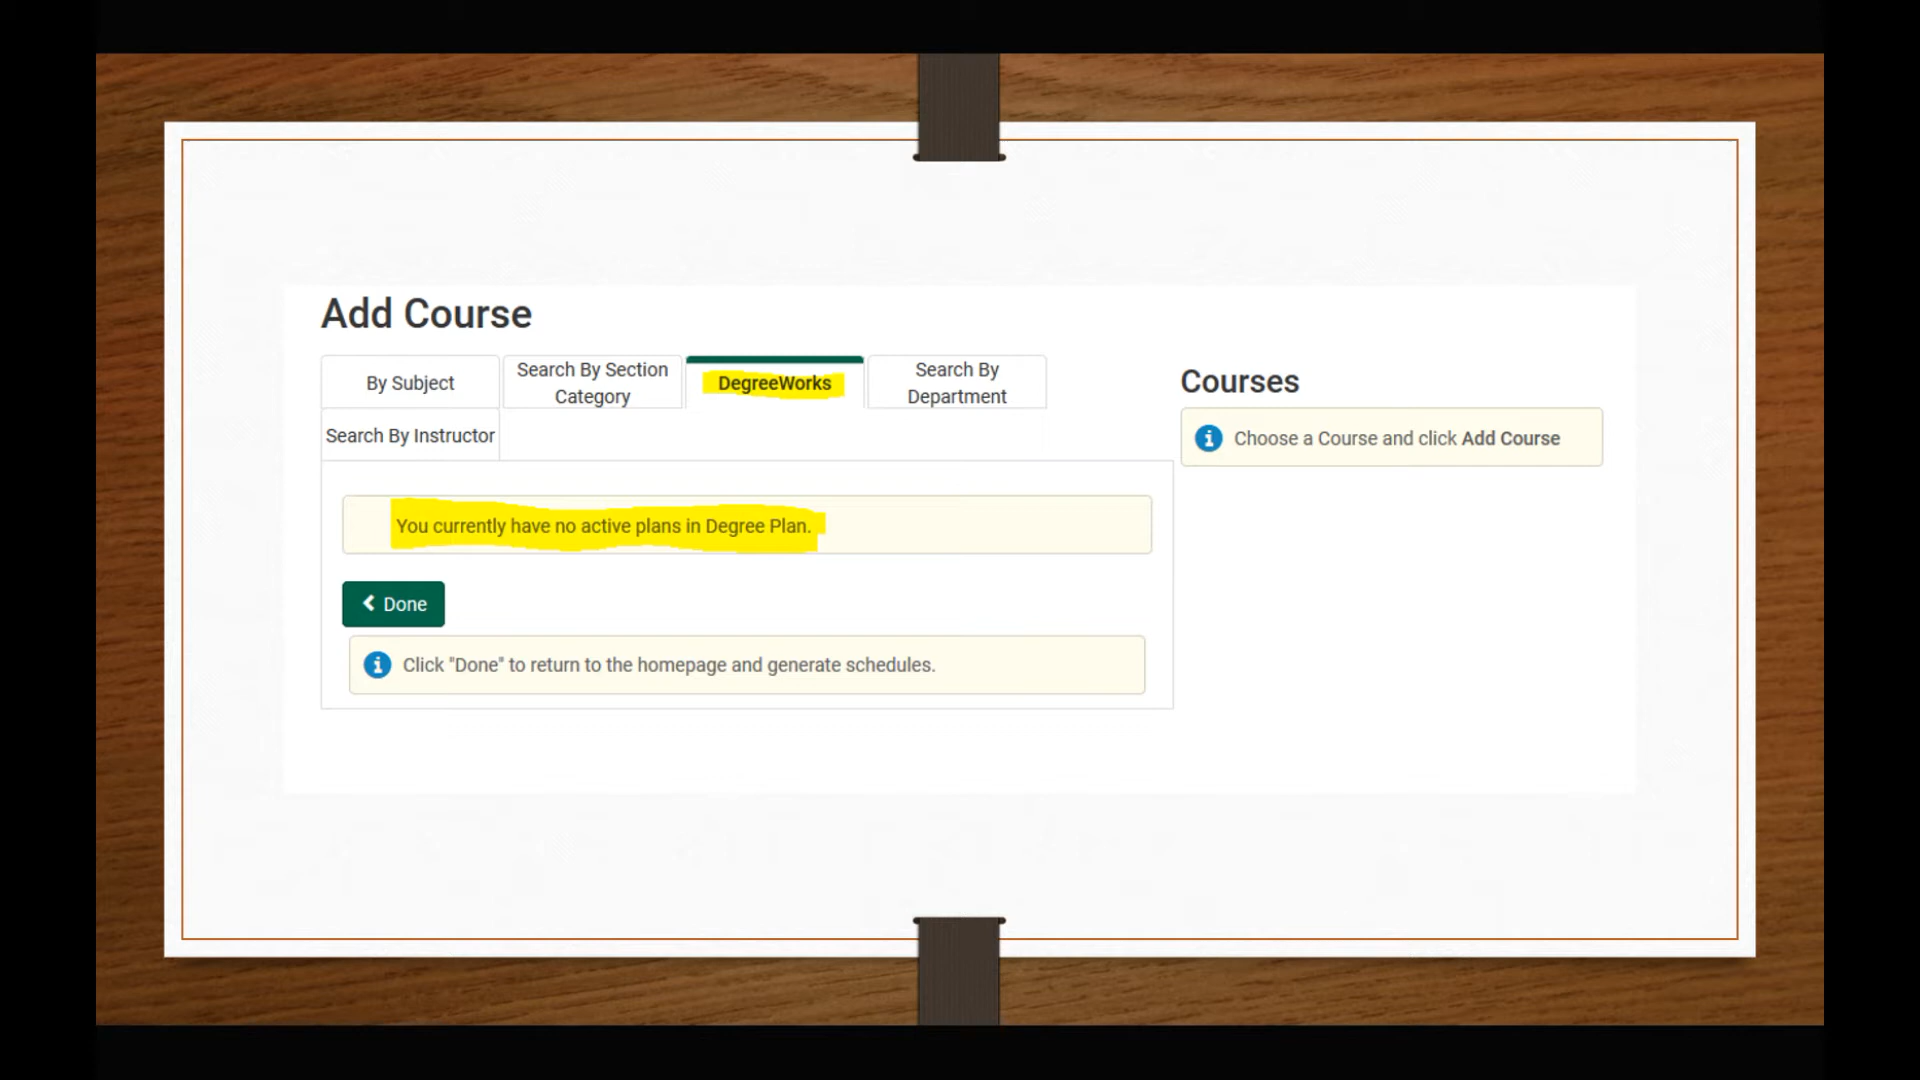 Add Course
By Subject
Search By Section
Category
DegreeWorks
Search By
Department
Search By Instructor
You currently have no active plans in Degree Plan.
Done
Click "Done" to return to the homepage and generate schedules.
Courses
Choose a Course and click Add Course